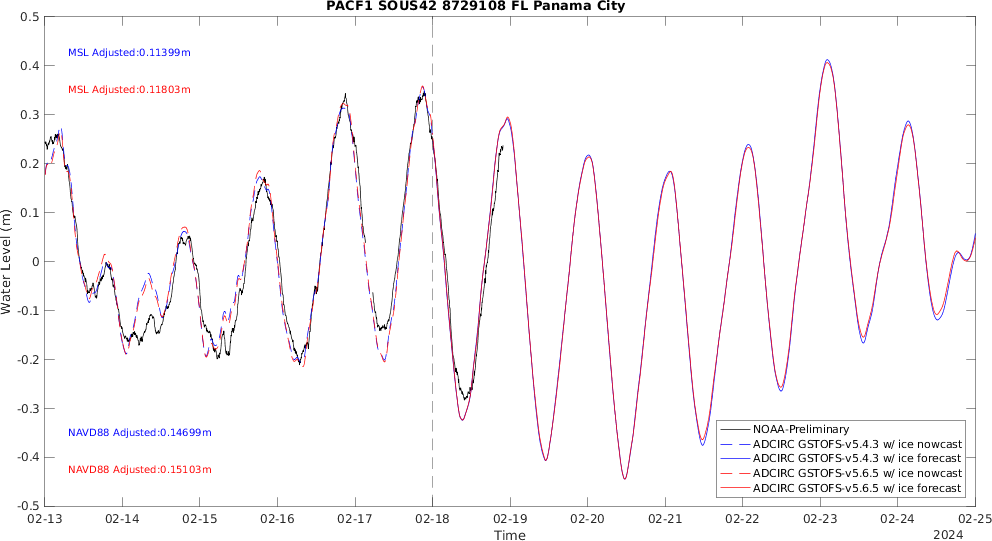 PACF1 SOUS42 8729108 FL Panama City
0.5
0.4
0.3
0.2
0.1
0
-0.1
-0.2
-0.3
-0.4
-0.5
Water Level (m)
MSL Adjusted:0.11399m
MSL Adjusted:0.11803m
NAVD88 Adjusted:0.14699m
NAVD88 Adjusted:0.15103m
NOAA-Preliminary
ADCIRC GSTOFS-v5.4.3 w/ ice nowcast
ADCIRC GSTOFS-v5.4.3 w/ ice forecast
ADCIRC GSTOFS-v5.6.5 w/ ice nowcast
ADCIRC GSTOFS-v5.6.5 w/ ice forecast
02-13 02-14 02-15 02-16 02-17 02-18 02-19 02-20 02-21 02-22 02-23 02-24 02-25
Time
2024